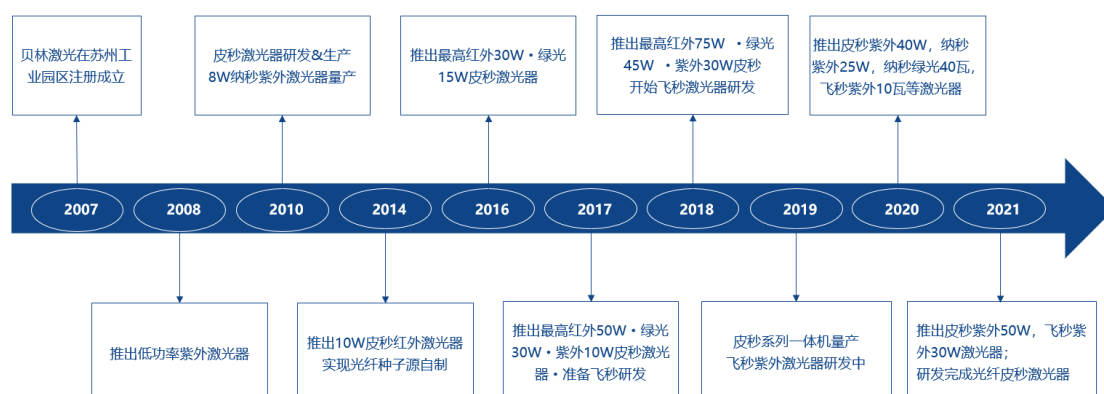 贝林激光在苏州工
业园区注册成立
皮秒激光器研发&生产
8W纳秒紫外激光器量产
推出最高红外30W·绿光
15W皮秒激光器
推出最高红外75W ·绿光
45W ·紫外30W皮秒
开始飞秒激光器研发
推出皮秒紫外40W，纳秒
紫外25W，纳秒绿光40瓦，
飞秒紫外10瓦等激光器
2007
2008
2010
2014
2016
2017
2018
2019
2020
2021
推出低功率紫外激光器
推出10W皮秒红外激光器
实现光纤种子源自制
推出最高红外50W·绿光
30W·紫外10W皮秒激光
器·准备飞秒研发
皮秒系列一体机量产
飞秒紫外激光器研发中
推出皮秒紫外50W，飞秒紫
外30W激光器；
研发完成光纤皮秒激光器